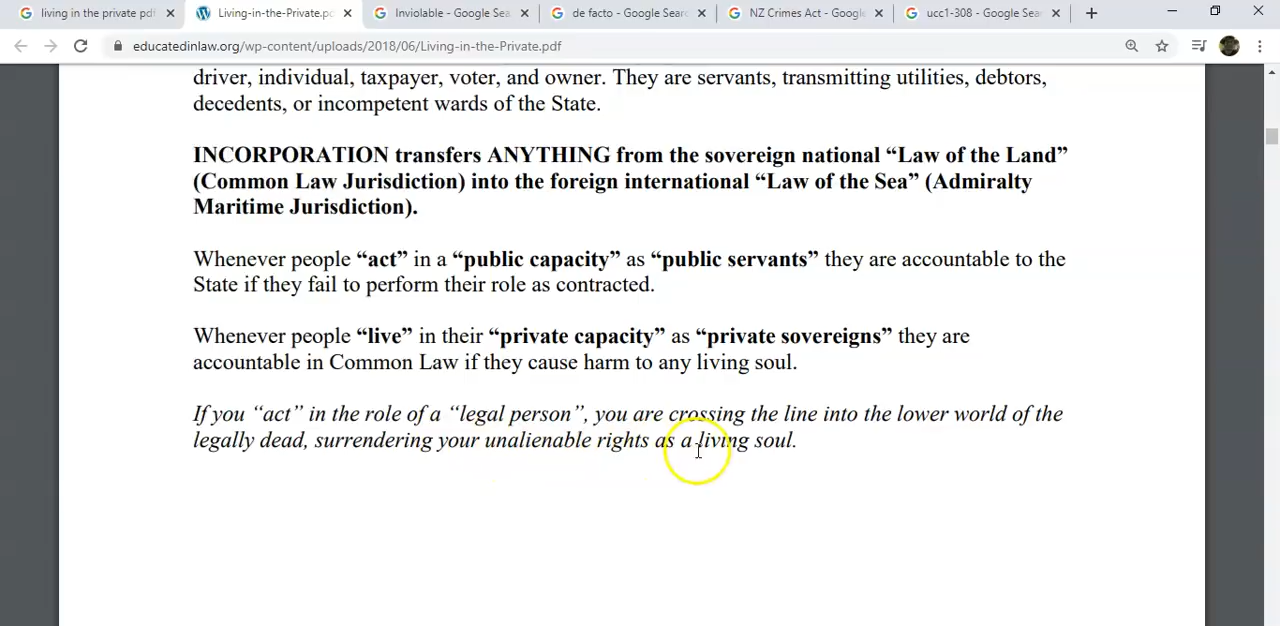 living in the private pdf
Living-in-the-Private.pdf
Inviolable - Google Sea
de facto - Google Sear
NZ Crimes Act - Google
ucc1-308 - Google Sear
educatedinlaw.org/wp-content/uploads/2018/06/Living-in-the-Private.pdf
driver, individual, taxpayer, voter, and owner. They are servants, transmitting utilities, debtors,
decedents, or incompetent wards of the State.
INCORPORATION transfers ANYTHING from the sovereign national “Law of the Land”
(Common Law Jurisdiction) into the foreign international “Law of the Sea” (Admiralty
Maritime Jurisdiction).
Whenever people “act” in a “public capacity” as “public servants” they are accountable to the
State if they fail to perform their role as contracted.
Whenever people “live” in their “private capacity” as “private sovereigns” they are
accountable in Common Law if they cause harm to any living soul.
If you “act” in the role of a “legal person”, you are crossing the line into the lower world of the
legally dead, surrendering your unalienable rights as a living soul.